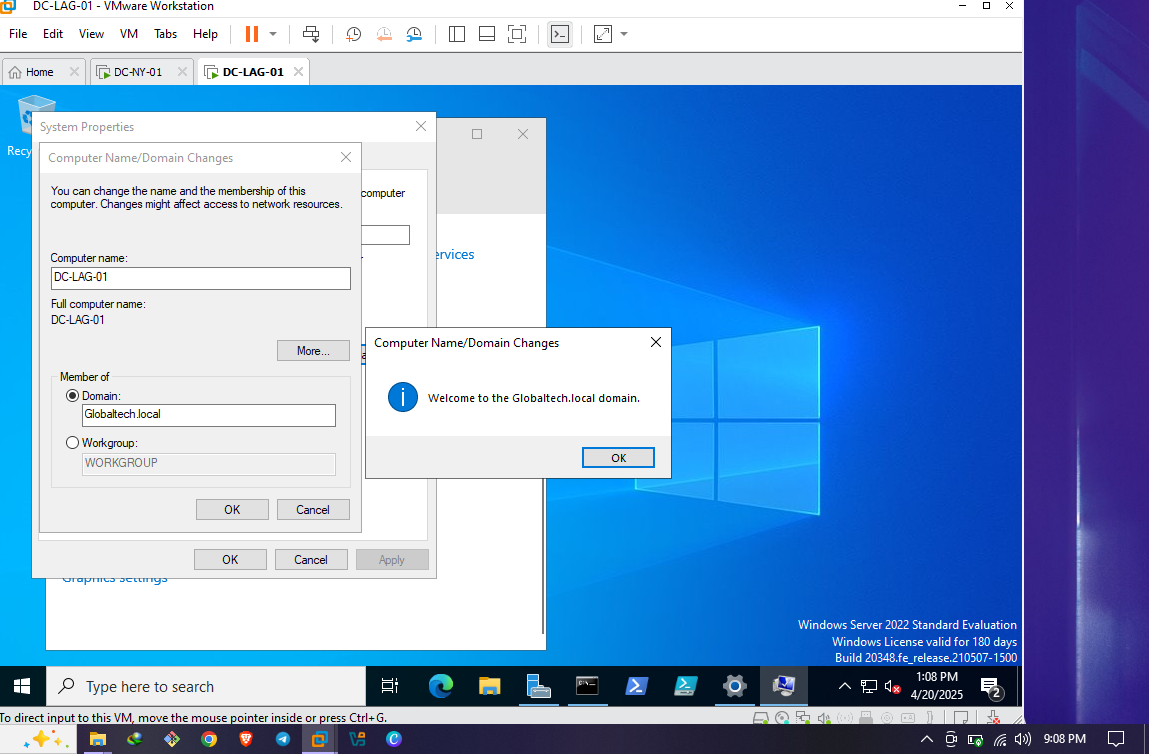 DC-LAG-01 - VMware Workstation
File Edit View VM Tabs Help
Home DC-NY-01 DC-LAG-01
Recy
System Properties
Computer Name/Domain Changes
You can change the name and the membership of this
computer. Changes might affect access to network resources.
computer
Computer name:
DC-LAG-01
Full computer name:
DC-LAG-01
More...
Member of
Domain:
Globaltech.local
Workgroup:
WORKGROUP
OK Cancel
OK Cancel Apply
ervices
Computer Name/Domain Changes
Welcome to the Globaltech.local domain.
OK
Graphics settings
Windows Server 2022 Standard Evaluation
Windows License valid for 180 days
Build 20348.fe_release.210507-1500
Type here to search
1:08 PM
4/20/2025
2
To direct input to this VM, move the mouse pointer inside or press Ctrl+G.
9:08 PM